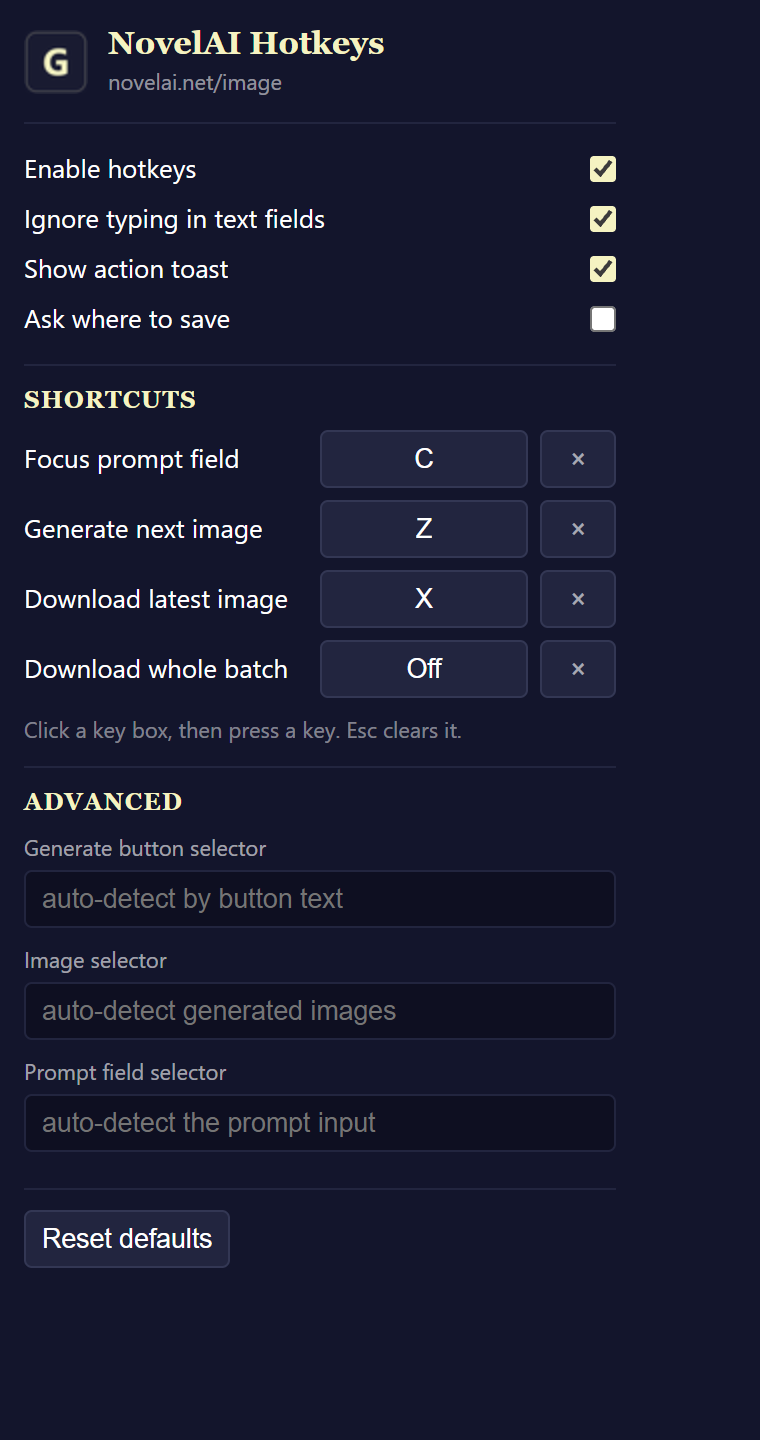 G
NovelAI Hotkeys
novelai.net/image
Enable hotkeys
Ignore typing in text fields
Show action toast
Ask where to save
SHORTCUTS
Focus prompt field C ×
Generate next image Z ×
Download latest image X ×
Download whole batch Off ×
Click a key box, then press a key. Esc clears it.
ADVANCED
Generate button selector
auto-detect by button text
Image selector
auto-detect generated images
Prompt field selector
auto-detect the prompt input
Reset defaults